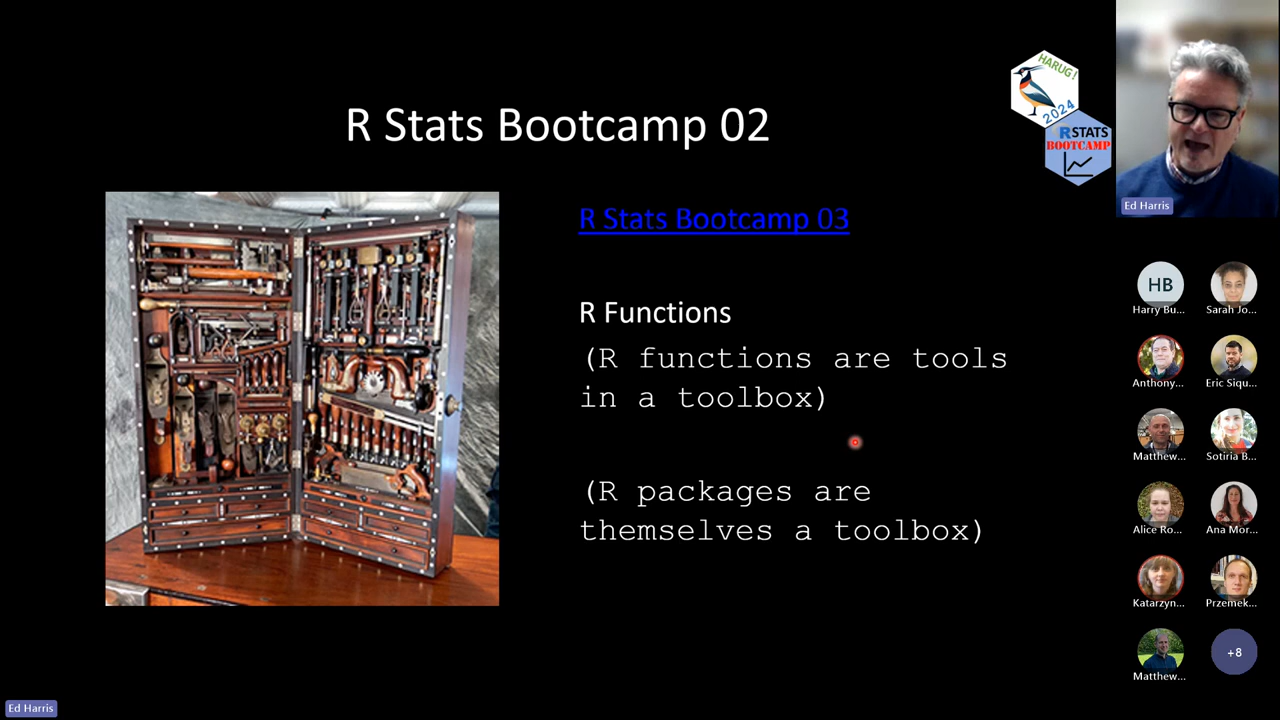 R Stats Bootcamp 02
HARUG!
2024
RSTATS
BOOTCAMP
R Stats Bootcamp 03
R Functions
(R functions are tools
in a toolbox)
(R packages are
themselves a toolbox)
Ed Harris
HB
Harry Bu...
Sarah Jo...
Anthony...
Eric Siqu...
Matthew...
Sotiria B...
Alice Ro...
Ana Mor...
Katarzyn...
Przemek...
Matthew...
+8
Ed Harris